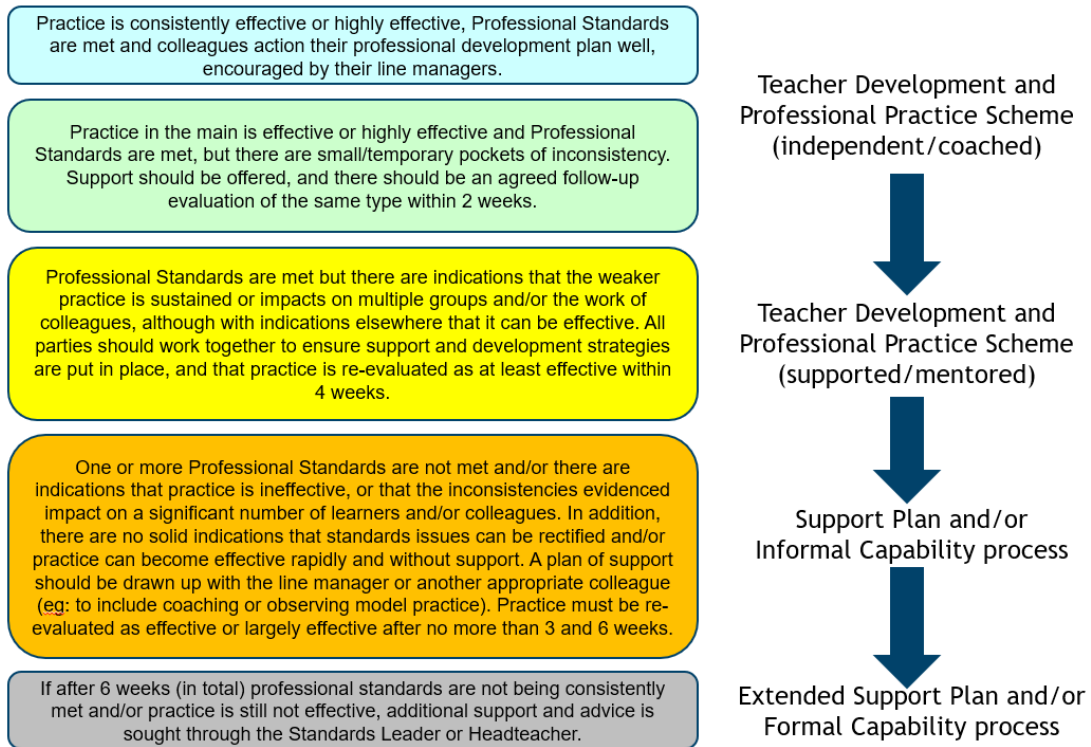 Practice is consistently effective or highly effective, Professional Standards
are met and colleagues action their professional development plan well,
encouraged by their line managers.
Practice in the main is effective or highly effective and Professional
Standards are met, but there are small/temporary pockets of inconsistency.
Support should be offered, and there should be an agreed follow-up
evaluation of the same type within 2 weeks.
Professional Standards are met but there are indications that the weaker
practice is sustained or impacts on multiple groups and/or the work of
colleagues, although with indications elsewhere that it can be effective. All
parties should work together to ensure support and development strategies
are put in place, and that practice is re-evaluated as at least effective within
4 weeks.
One or more Professional Standards are not met and/or there are
indications that practice is ineffective, or that the inconsistencies evidenced
impact on a significant number of learners and/or colleagues. In addition,
there are no solid indications that standards issues can be rectified and/or
practice can become effective rapidly and without support. A plan of support
should be drawn up with the line manager or another appropriate colleague
(eg: to include coaching or observing model practice). Practice must be re-
evaluated as effective or largely effective after no more than 3 and 6 weeks.
If after 6 weeks (in total) professional standards are not being consistently
met and/or practice is still not effective, additional support and advice is
sought through the Standards Leader or Headteacher.
Teacher Development and
Professional Practice Scheme
(independent/coached)
Teacher Development and
Professional Practice Scheme
(supported/mentored)
Support Plan and/or
Informal Capability process
Extended Support Plan and/or
Formal Capability process